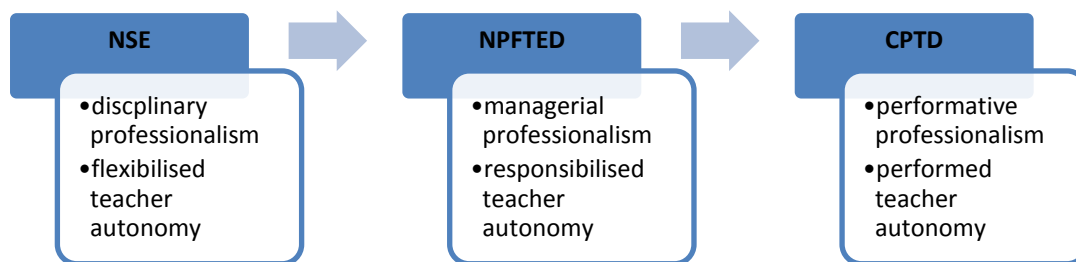 NSE
•discplinary
professionalism
•flexibilised
teacher
autonomy
NPFTED
•managerial
professionalism
•responsibilised
teacher
autonomy
CPTD
•performative
professionalism
•performed
teacher
autonomy